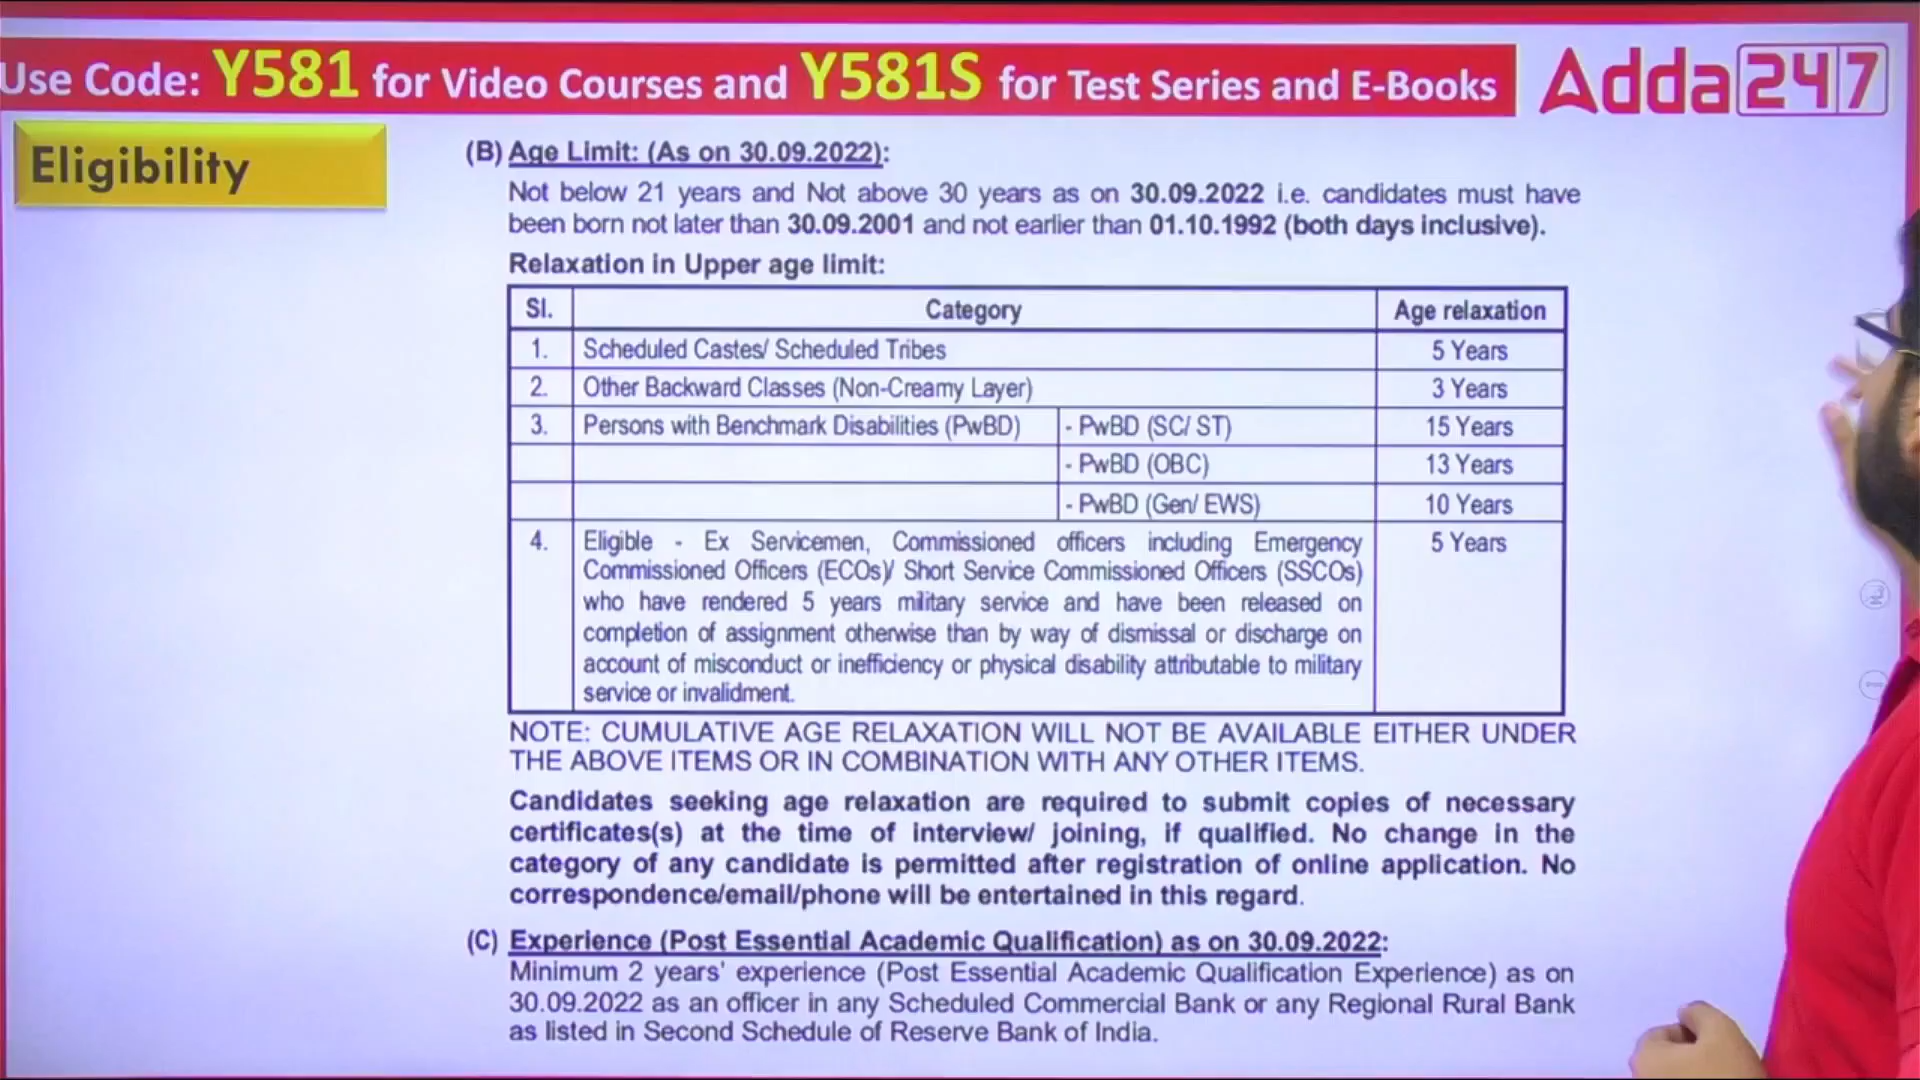 Use Code: Y581 for Video Courses and Y581S for Test Series and E-Books
Adda247
Eligibility
(B) Age Limit: (As on 30.09.2022):
Not below 21 years and Not above 30 years as on 30.09.2022 i.e. candidates must have
been born not later than 30.09.2001 and not earlier than 01.10.1992 (both days inclusive).
Relaxation in Upper age limit:
Sl. Category Age relaxation
1. Scheduled Castes/ Scheduled Tribes 5 Years
2. Other Backward Classes (Non-Creamy Layer) 3 Years
3. Persons with Benchmark Disabilities (PwBD) - PwBD (SC/ ST) 15 Years
- PwBD (OBC) 13 Years
- PwBD (Gen/ EWS) 10 Years
4. Eligible - Ex Servicemen, Commissioned officers including Emergency 5 Years
Commissioned Officers (ECOs)/ Short Service Commissioned Officers (SSCOs)
who have rendered 5 years military service and have been released on
completion of assignment otherwise than by way of dismissal or discharge on
account of misconduct or inefficiency or physical disability attributable to military
service or invalidment.
NOTE: CUMULATIVE AGE RELAXATION WILL NOT BE AVAILABLE EITHER UNDER
THE ABOVE ITEMS OR IN COMBINATION WITH ANY OTHER ITEMS.
Candidates seeking age relaxation are required to submit copies of necessary
certificates(s) at the time of interview/ joining, if qualified. No change in the
category of any candidate is permitted after registration of online application. No
correspondence/email/phone will be entertained in this regard.
(C) Experience (Post Essential Academic Qualification) as on 30.09.2022:
Minimum 2 years' experience (Post Essential Academic Qualification Experience) as on
30.09.2022 as an officer in any Scheduled Commercial Bank or any Regional Rural Bank
as listed in Second Schedule of Reserve Bank of India.